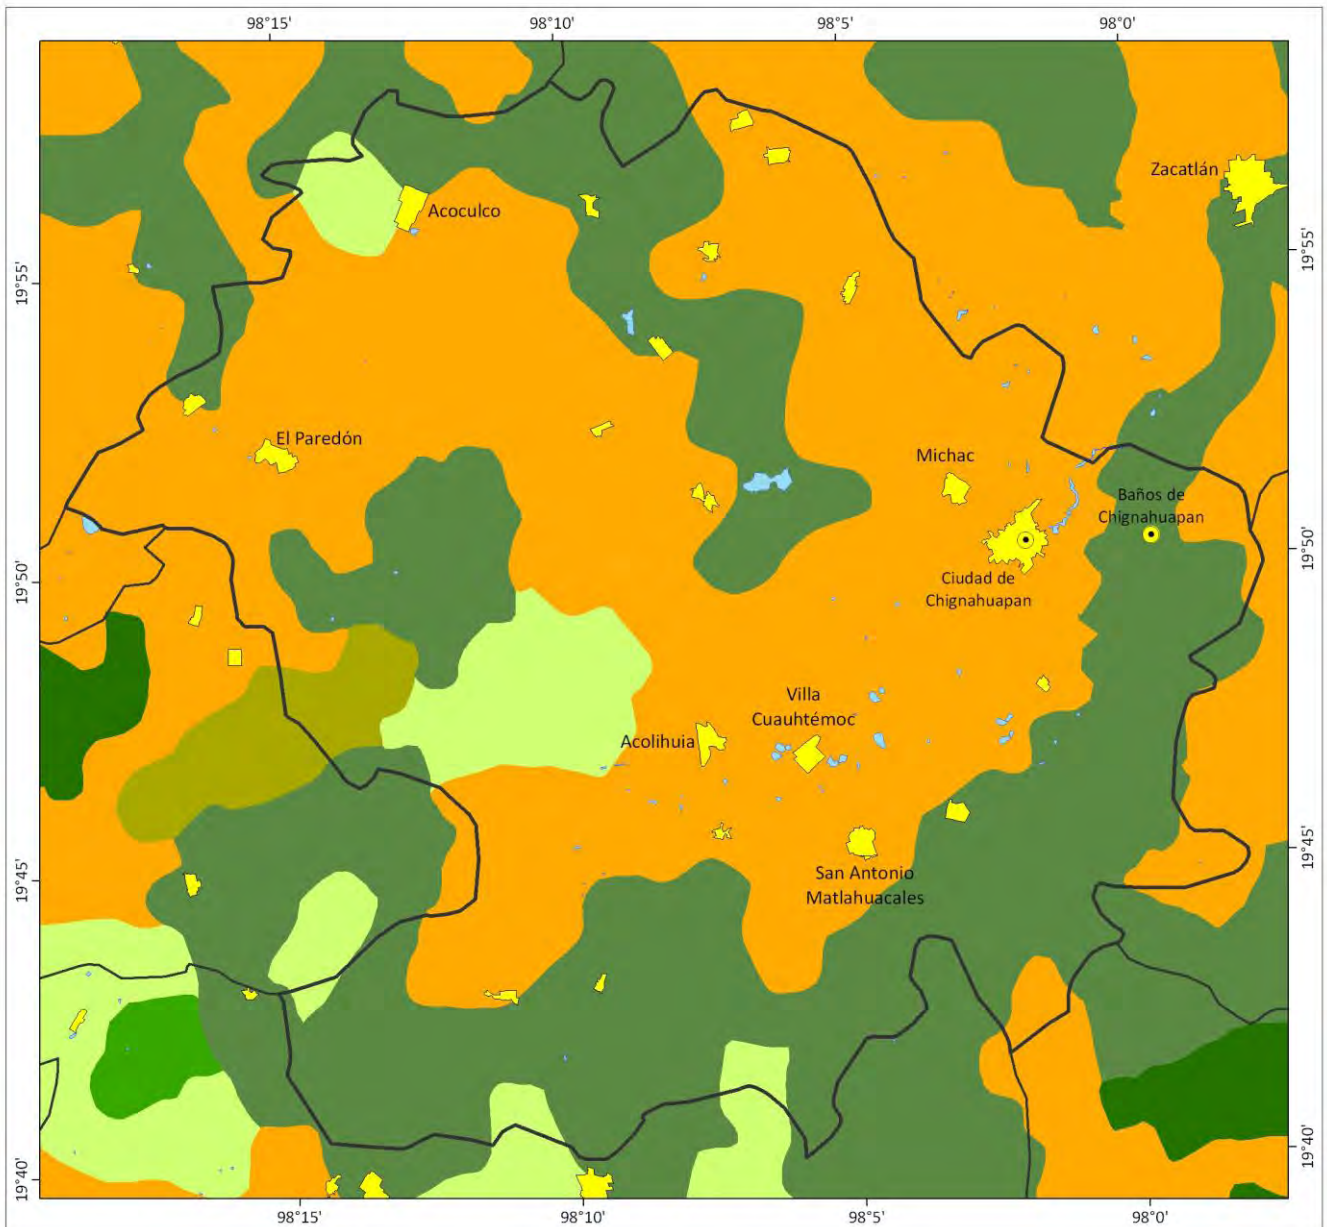 98°15'
98°10'
98°5'
98°0'
Zacatlán
Acoculco
19°55'
19°55'
El Paredón
Michac
Baños de
Chignahuapan
19°50'
19°50'
Ciudad de
Chignahuapan
Villa
Cuauhtémoc
Acolihuia
19°45'
19°45'
San Antonio
Matlahuacales
19°40'
19°40'
98°15'
98°10'
98°5'
98°0'